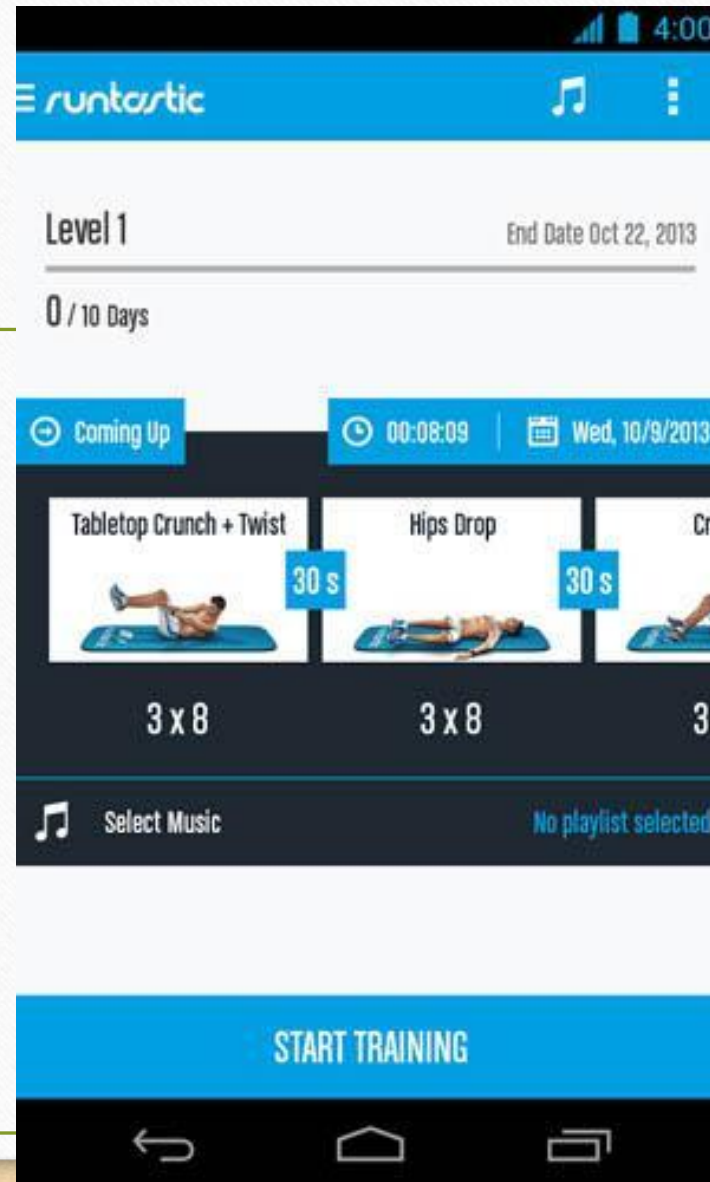 4:00
runtastic
Level 1 End Date Oct 22, 2013
0 / 10 Days
Coming Up 00:08:09 Wed, 10/9/2013
Tabletop Crunch + Twist Hips Drop Cr
30 s 30 s
3 x 8 3 x 8 3
Select Music No playlist selected
START TRAINING